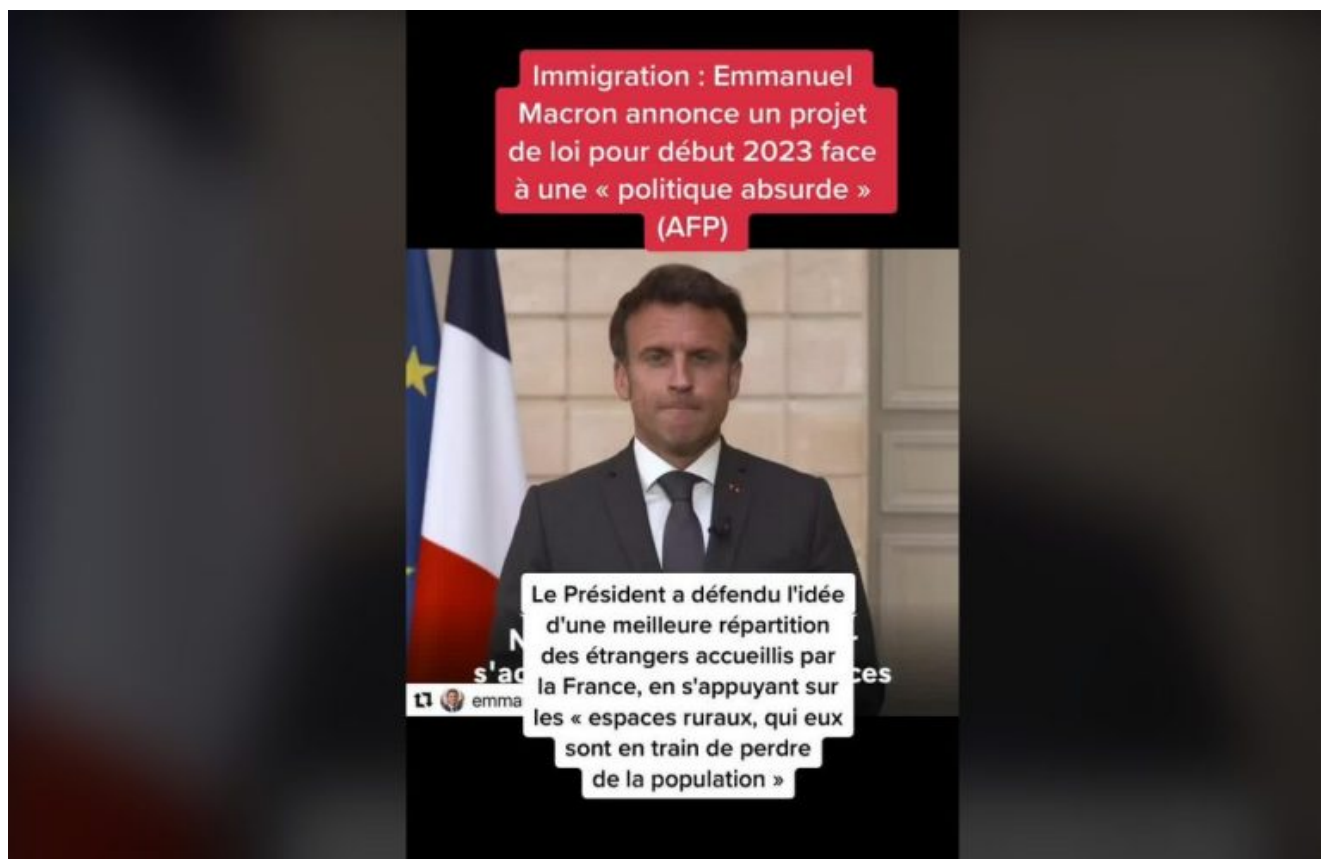 Immigration : Emmanuel
Macron annonce un projet
de loi pour début 2023 face
à une « politique absurde »
(AFP)
Le Président a défendu l'idée
d'une meilleure répartition
des étrangers accueillis par
la France, en s'appuyant sur
les « espaces ruraux, qui eux
sont en train de perdre
de la population »